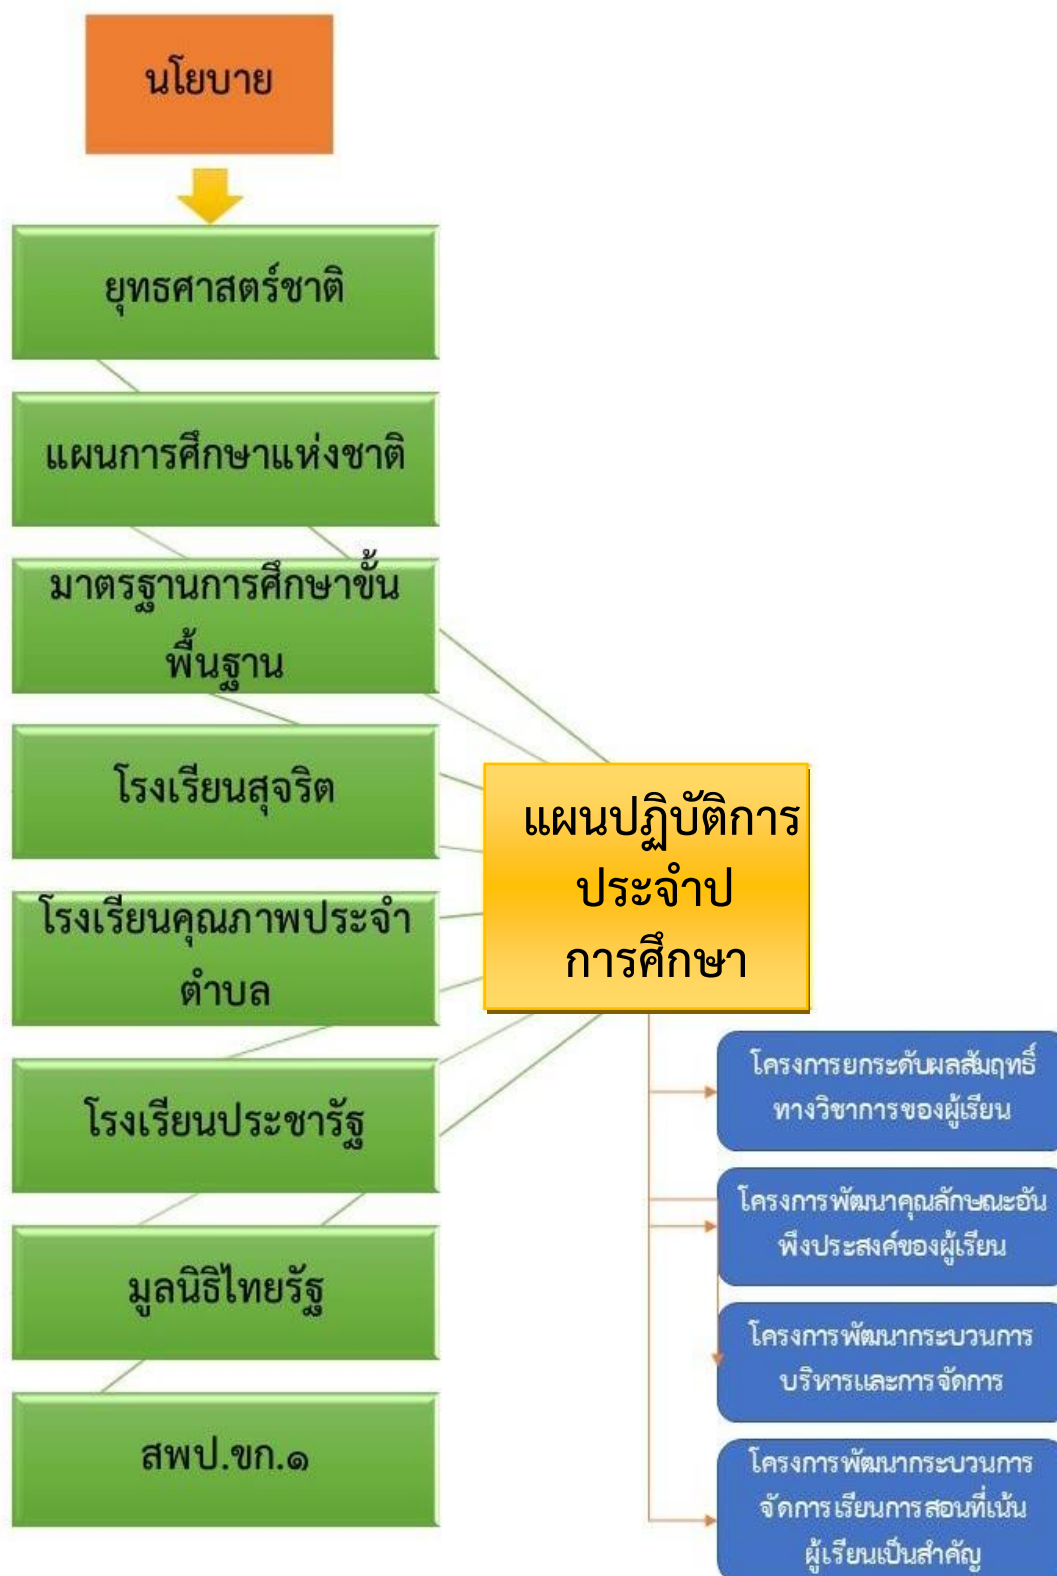 นโยบาย
ยุทธศาสตร์ชาติ
แผนการศึกษาแห่งชาติ
มาตรฐานการศึกษาขั้น
พื้นฐาน
โรงเรียนสุจริต
โรงเรียนคุณภาพประจำ
ตำบล
โรงเรียนประชารัฐ
มูลนิธิไทยรัฐ
สพป.ขก.๑
แผนปฏิบัติการ
ประจำป
การศึกษา
โครงการยกระดับผลสัมฤทธิ์
ทางวิชาการของผู้เรียน
โครงการพัฒนาคุณลักษณะอัน
พึงประสงค์ของผู้เรียน
โครงการพัฒนากระบวนการ
บริหารและการจัดการ
โครงการพัฒนากระบวนการ
จัดการเรียนการสอนที่เน้น
ผู้เรียนเป็นสำคัญ